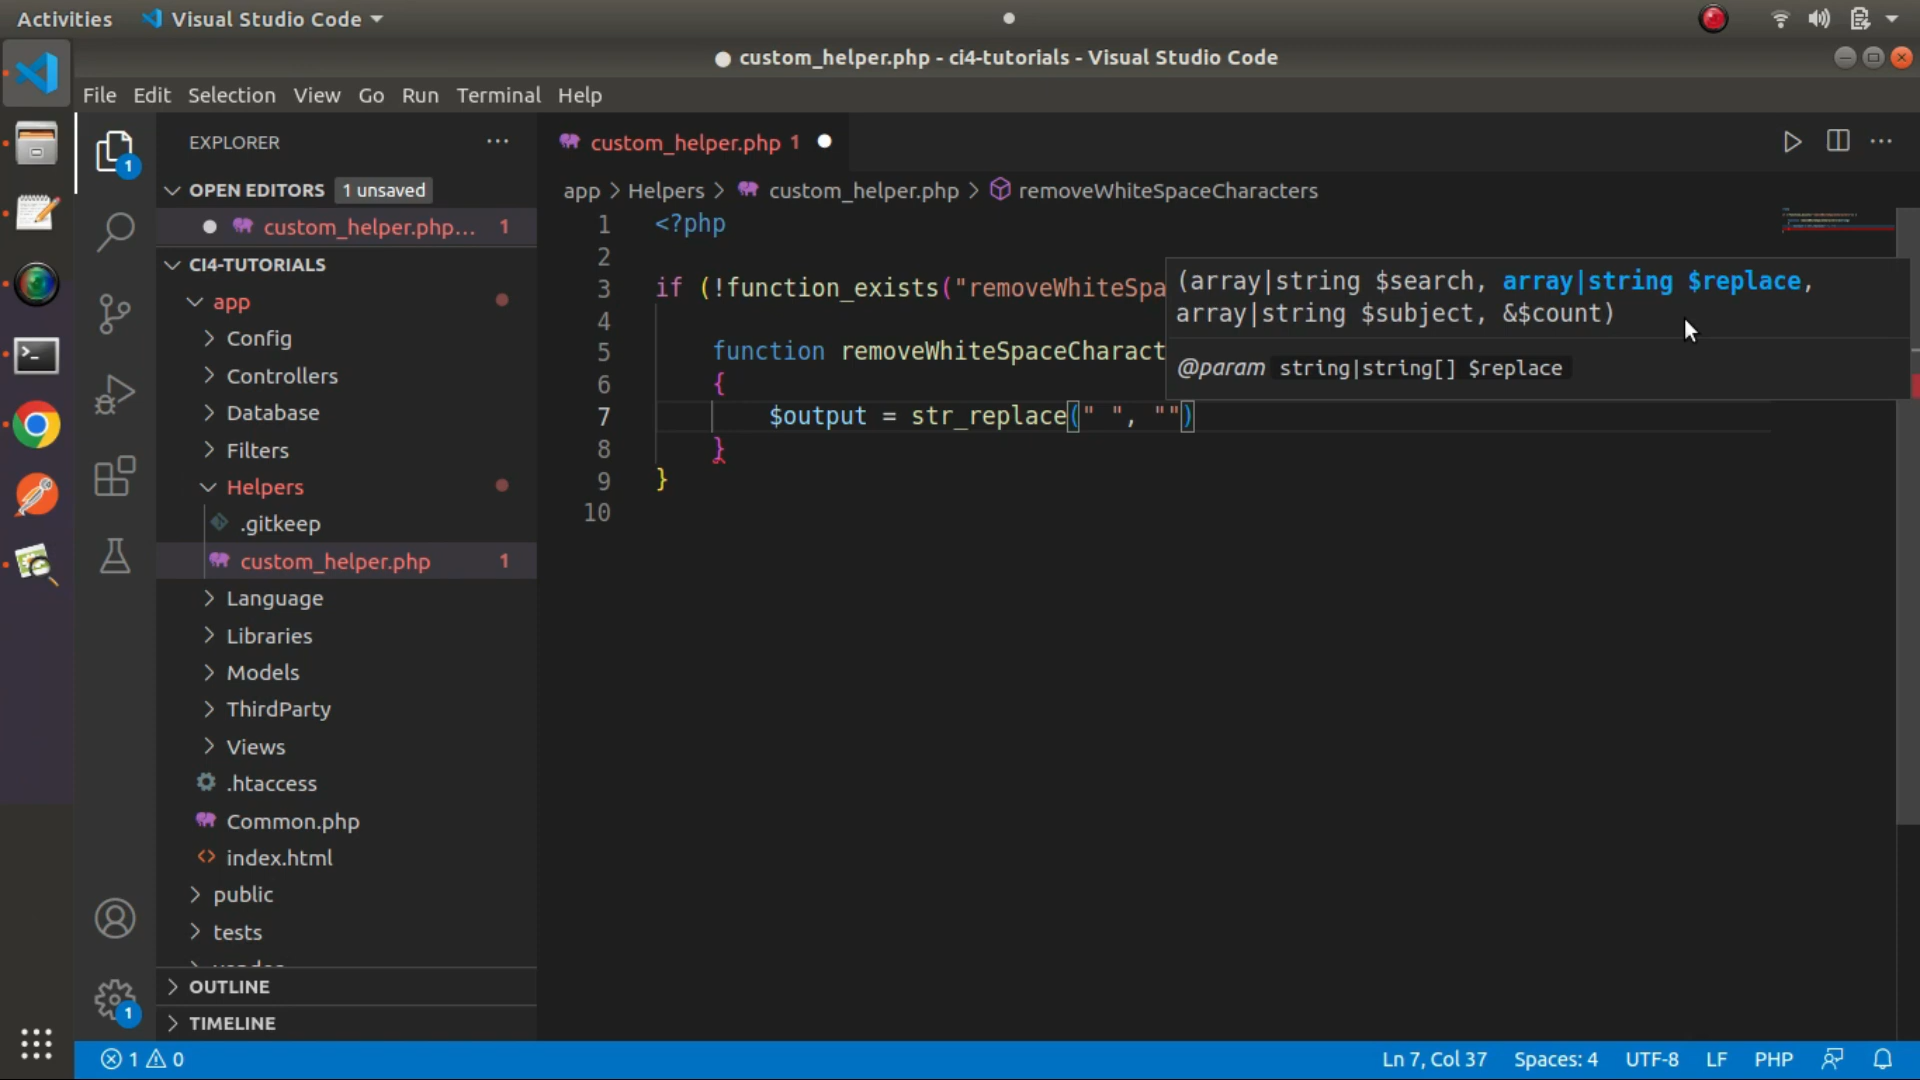 Activities
Visual Studio Code
custom_helper.php - ci4-tutorials - Visual Studio Code
File Edit Selection View Go Run Terminal Help
EXPLORER
custom_helper.php 1
OPEN EDITORS 1 unsaved
custom_helper.php... 1
app > Helpers > custom_helper.php > removeWhiteSpaceCharacters
CI4-TUTORIALS
app
Config
Controllers
Database
Filters
Helpers
.gitkeep
custom_helper.php 1
Language
Libraries
Models
ThirdParty
Views
.htaccess
Common.php
index.html
public
tests
OUTLINE
TIMELINE
1
1
1 <?php
2
3 if (!function_exists("removeWhiteSpa
4
5 function removeWhiteSpaceCharact
6 {
7 $output = str_replace(" ", "")
8 }
9 }
10
(array|string $search, array|string $replace,
array|string $subject, &$count)
@param string|string[] $replace
1 0
Ln 7, Col 37 Spaces: 4 UTF-8 LF PHP